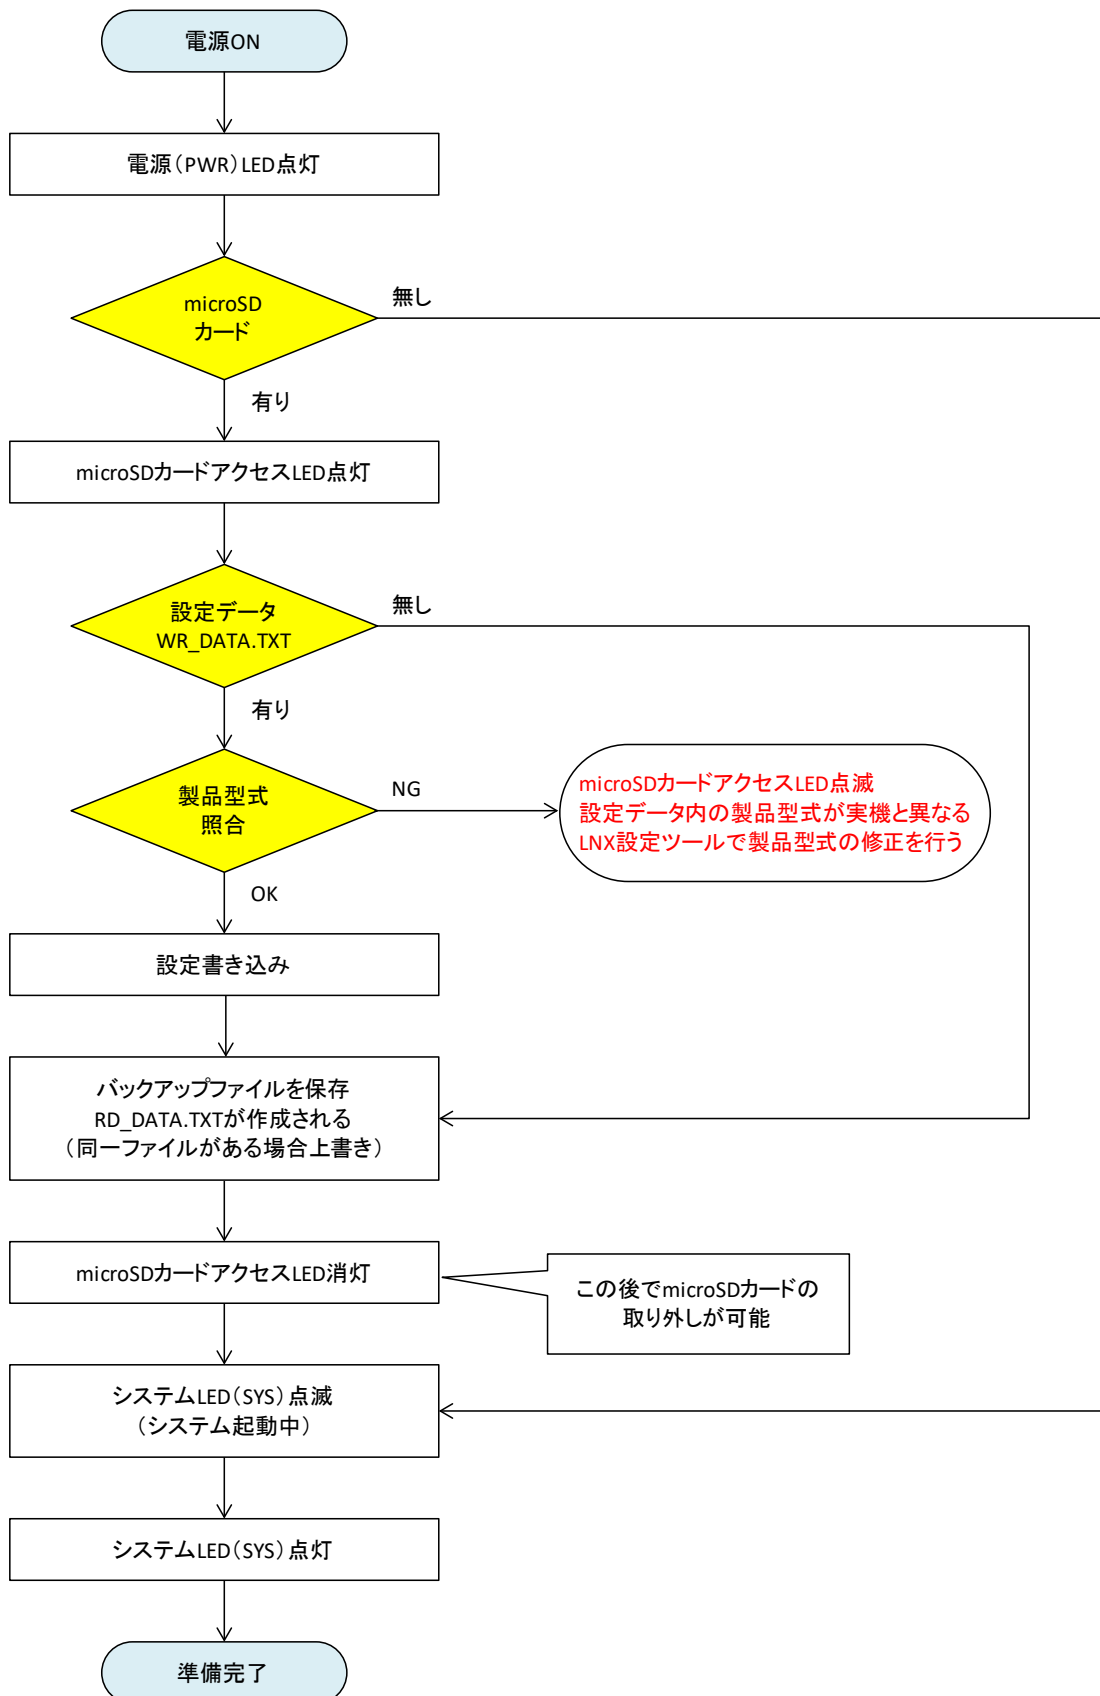 電源ON
電源(PWR)LED点灯
microSD
カード
無し
有り
microSDカードアクセスLED点灯
設定データ
WR_DATA.TXT
無し
有り
製品型式
照合
NG
microSDカードアクセスLED点滅
設定データ内の製品型式が実機と異なる
LNX設定ツールで製品型式の修正を行う
OK
設定書き込み
バックアップファイルを保存
RD_DATA.TXTが作成される
(同一ファイルがある場合上書き)
microSDカードアクセスLED消灯
この後でmicroSDカードの
取り外しが可能
システムLED(SYS)点滅
(システム起動中)
システムLED(SYS)点灯
準備完了